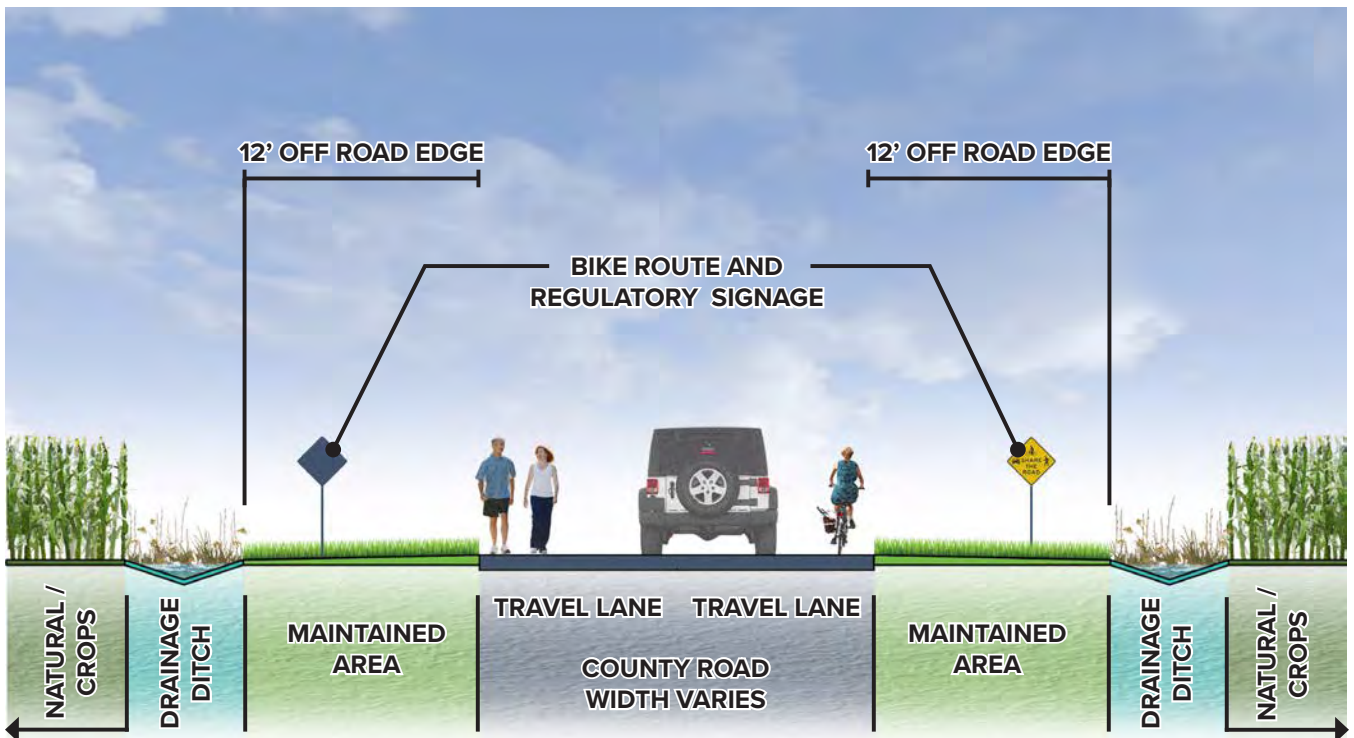 12’ OFF ROAD EDGE
12’ OFF ROAD EDGE
BIKE ROUTE AND
REGULATORY SIGNAGE
SHARE
THE
ROAD
NATURAL /
CROPS
DRAINAGE
DITCH
MAINTAINED
AREA
TRAVEL LANE
TRAVEL LANE
COUNTY ROAD
WIDTH VARIES
MAINTAINED
AREA
DRAINAGE
DITCH
NATURAL /
CROPS